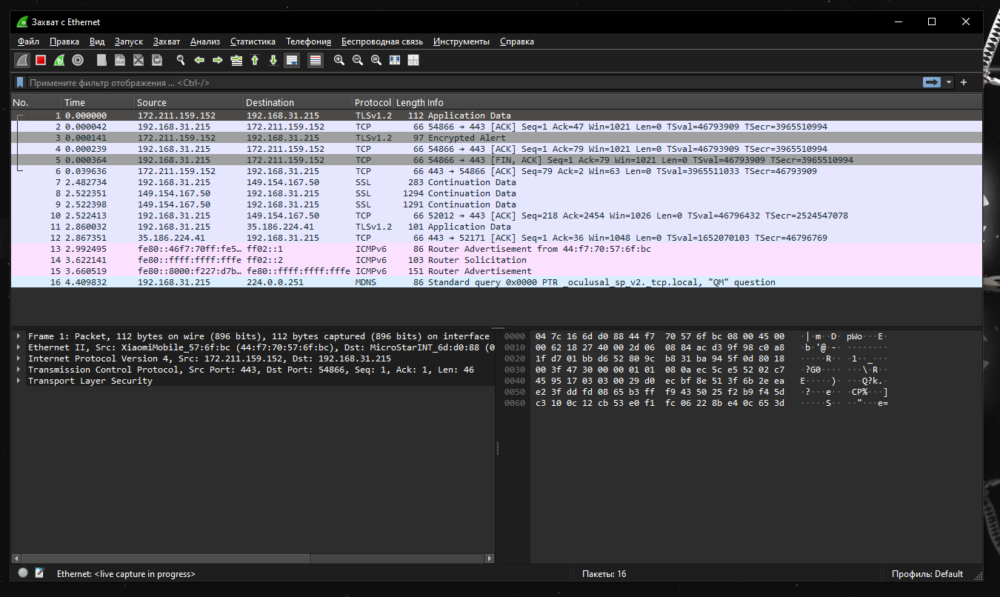 Захват с Ethernet
Файл Правка Вид Запуск Захват Анализ Статистика Телефония Беспроводная связь Инструменты Справка
Примените фильтр отображения ... <Ctrl-/>
No. Time Source Destination Protocol Length Info
1 0.000000 172.211.159.152 192.168.31.215 TLSv1.2 112 Application Data
2 0.000042 192.168.31.215 172.211.159.152 TCP 66 54866 → 443 [ACK] Seq=1 Ack=47 Win=1021 Len=0 TSval=46793909 TSecr=3965510994
3 0.000141 172.211.159.152 192.168.31.215 TLSv1.2 97 Encrypted Alert
4 0.000239 192.168.31.215 172.211.159.152 TCP 66 54866 → 443 [ACK] Seq=1 Ack=79 Win=1021 Len=0 TSval=46793909 TSecr=3965510994
5 0.000364 192.168.31.215 172.211.159.152 TCP 66 54866 → 443 [FIN, ACK] Seq=1 Ack=79 Win=1021 Len=0 TSval=46793909 TSecr=3965510994
6 0.039636 172.211.159.152 192.168.31.215 TCP 66 443 → 54866 [ACK] Seq=79 Ack=2 Win=63 Len=0 TSval=3965511033 TSecr=46793909
7 2.482734 192.168.31.215 149.154.167.50 SSL 283 Continuation Data
8 2.522351 149.154.167.50 192.168.31.215 SSL 1294 Continuation Data
9 2.522398 149.154.167.50 192.168.31.215 SSL 1291 Continuation Data
10 2.522413 192.168.31.215 149.154.167.50 TCP 66 52012 → 443 [ACK] Seq=218 Ack=2454 Win=1026 Len=0 TSval=46796432 TSecr=2524547078
11 2.860032 192.168.31.215 35.186.224.41 TLSv1.2 101 Application Data
12 2.867351 35.186.224.41 192.168.31.215 TCP 66 443 → 52171 [ACK] Seq=1 Ack=36 Win=1048 Len=0 TSval=1652070103 TSecr=46796769
13 2.992495 fe80::46f7:70ff:fe5… ff02::1 ICMPv6 86 Router Advertisement from 44:f7:70:57:6f:bc
14 3.622141 fe80::ffff:ffff:fffe ff02::2 ICMPv6 103 Router Solicitation
15 3.660519 fe80::8000:f227:d7b… fe80::ffff:ffff:fffe ICMPv6 151 Router Advertisement
16 4.409832 192.168.31.215 224.0.0.251 MDNS 86 Standard query 0x0000 PTR _oculusal_sp_v2._tcp.local, "QM" question
Frame 1: Packet, 112 bytes on wire (896 bits), 112 bytes captured (896 bits) on interface
Ethernet II, Src: XiaomiMobile_57:6f:bc (44:f7:70:57:6f:bc), Dst: MicroStarINT_6d:d0:88 (0
Internet Protocol Version 4, Src: 172.211.159.152, Dst: 192.168.31.215
Transmission Control Protocol, Src Port: 443, Dst Port: 54866, Seq: 1, Ack: 1, Len: 46
Transport Layer Security
0000 04 7c 16 6d d0 88 44 f7 70 57 6f bc 08 00 45 00 ·|·m··D· pWo···E·
0010 00 62 18 27 40 00 2d 06 08 84 ac d3 9f 98 c0 a8 ·b·'@·-· ········
0020 1f d7 01 bb d6 52 80 9c b8 31 ba 94 5f 0d 80 18 ·····R·· ·1··_···
0030 00 3f 47 30 00 00 01 01 08 0a ec 5c e5 52 02 c7 ·?G0···· ···\·R··
0040 45 95 17 03 03 00 29 d0 ec bf 8e 51 3f 6b 2e ea E·····)· ···Q?k.·
0050 e2 3f dd fd 08 65 b3 ff f9 43 50 25 f2 b9 f4 5d ·?···e·· ·CP%···]
0060 c3 10 0c 12 cb 53 e0 f1 fc 06 22 8b e4 0c 65 3d ·····S·· ··"···e=
Ethernet: <live capture in progress>
Пакеты: 16
Профиль: Default